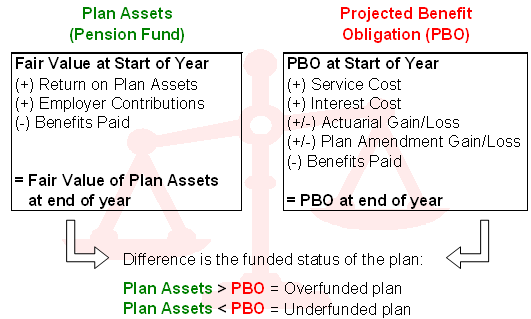 Plan Assets
(Pension Fund)
Fair Value at Start of Year
(+) Return on Plan Assets
(+) Employer Contributions
(-) Benefits Paid
= Fair Value of Plan Assets
at end of year
Projected Benefit
Obligation (PBO)
PBO at Start of Year
(+) Service Cost
(+) Interest Cost
(+/-) Actuarial Gain/Loss
(+/-) Plan Amendment Gain/Loss
(-) Benefits Paid
= PBO at end of year
Difference is the funded status of the plan:
Plan Assets > PBO = Overfunded plan
Plan Assets < PBO = Underfunded plan